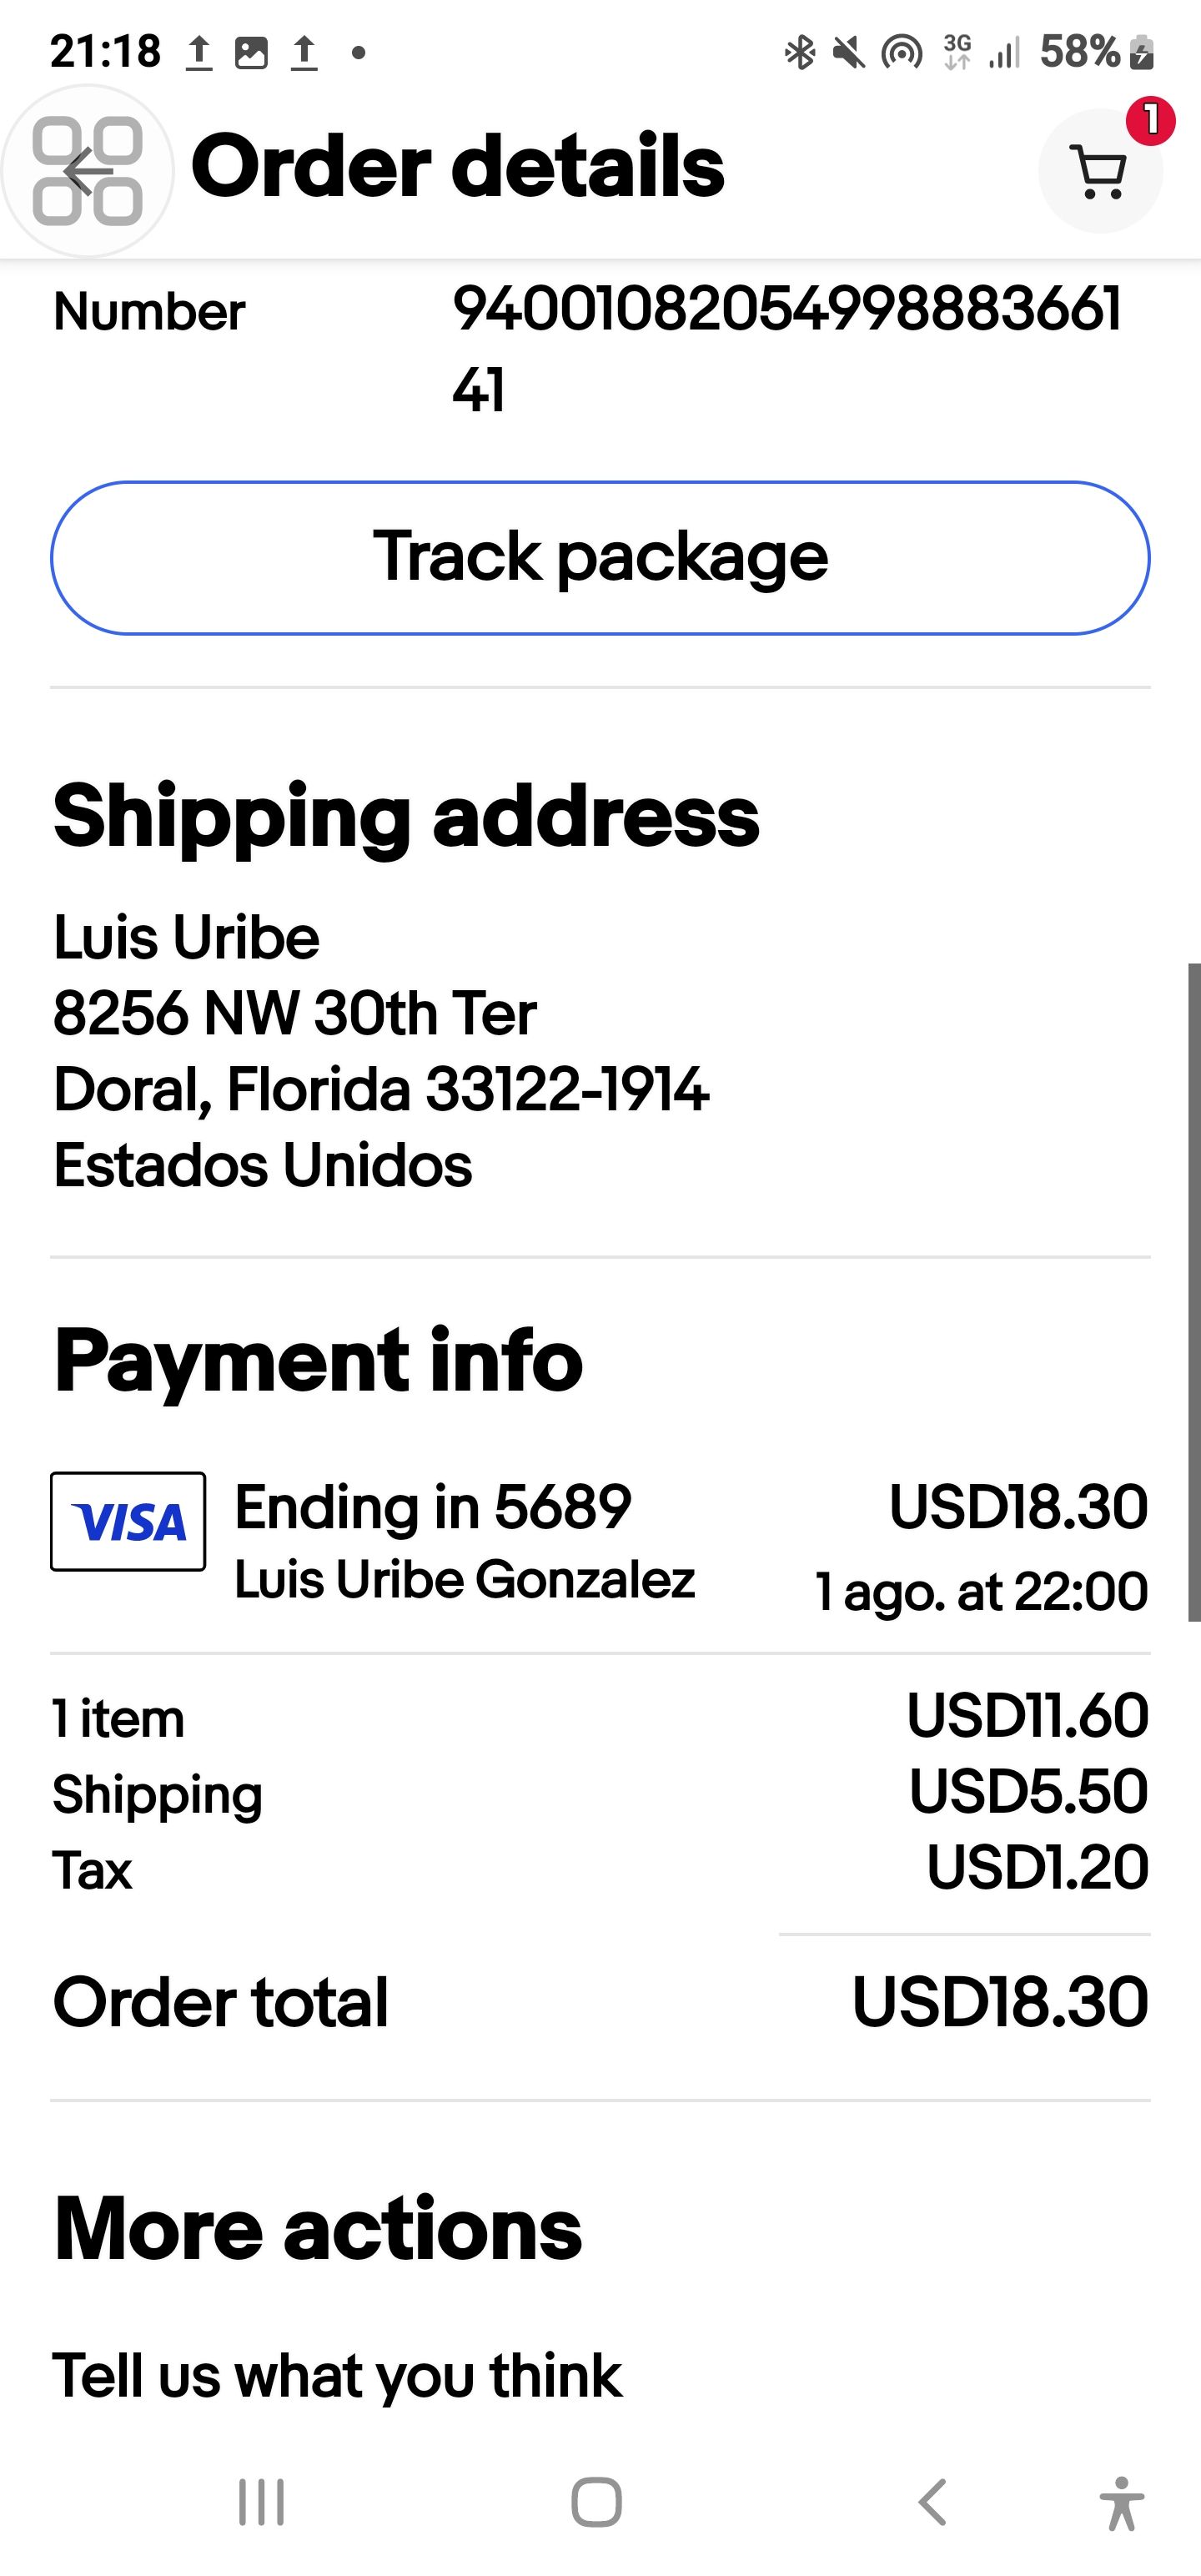 21:18 3G 58%
Order details 1
Number 94001082054998883661
41
Track package
Shipping address
Luis Uribe
8256 NW 30th Ter
Doral, Florida 33122-1914
Estados Unidos
Payment info
VISA Ending in 5689 USD18.30
Luis Uribe Gonzalez 1 ago. at 22:00
1 item USD11.60
Shipping USD5.50
Tax USD1.20
Order total USD18.30
More actions
Tell us what you think